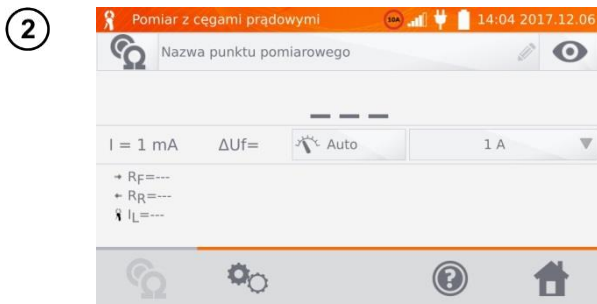 2
Pomiar z cęgami prądowymi 10A 14:04 2017.12.06
Nazwa punktu pomiarowego
---
I = 1 mA ΔUf= Auto 1 A
→ RF=---
← RR=---
IL=---